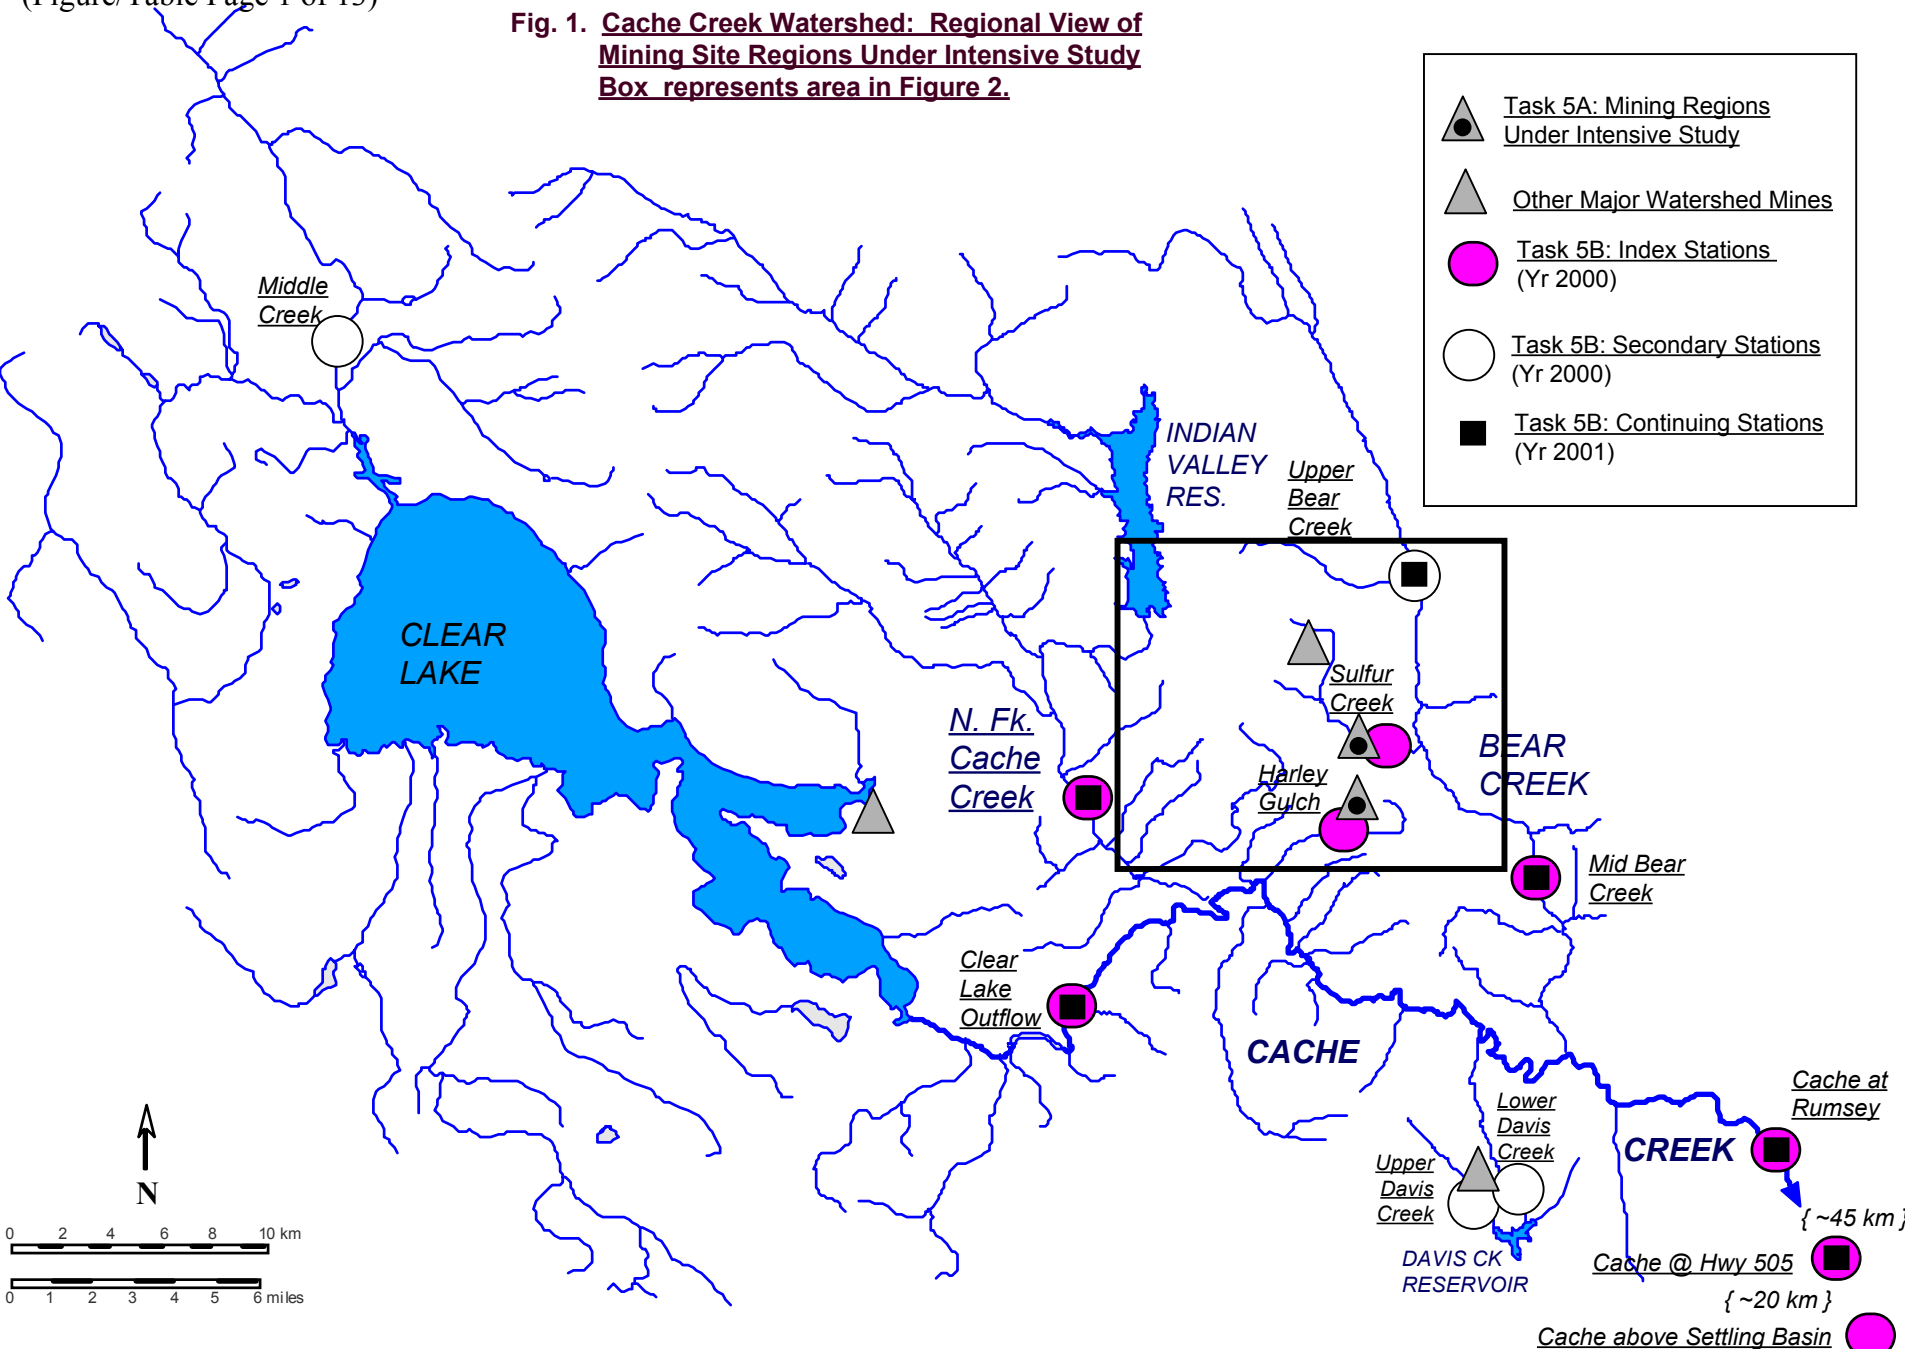 (Figure/Table Page 1 of 13)
Fig. 1. Cache Creek Watershed: Regional View of
Mining Site Regions Under Intensive Study
Box represents area in Figure 2.
Task 5A: Mining Regions
Under Intensive Study
Other Major Watershed Mines
Task 5B: Index Stations
(Yr 2000)
Task 5B: Secondary Stations
(Yr 2000)
Task 5B: Continuing Stations
(Yr 2001)
Middle
Creek
INDIAN
VALLEY
RES.
Upper
Bear
Creek
CLEAR
LAKE
Sulfur
Creek
N. Fk.
Cache
Creek
BEAR
CREEK
Harley
Gulch
Mid Bear
Creek
Clear
Lake
Outflow
CACHE
CREEK
Cache at
Rumsey
Lower
Davis
Creek
Upper
Davis
Creek
DAVIS CK
RESERVOIR
{ ~45 km }
Cache @ Hwy 505
{ ~20 km }
Cache above Settling Basin
N
0 2 4 6 8 10 km
0 1 2 3 4 5 6 miles